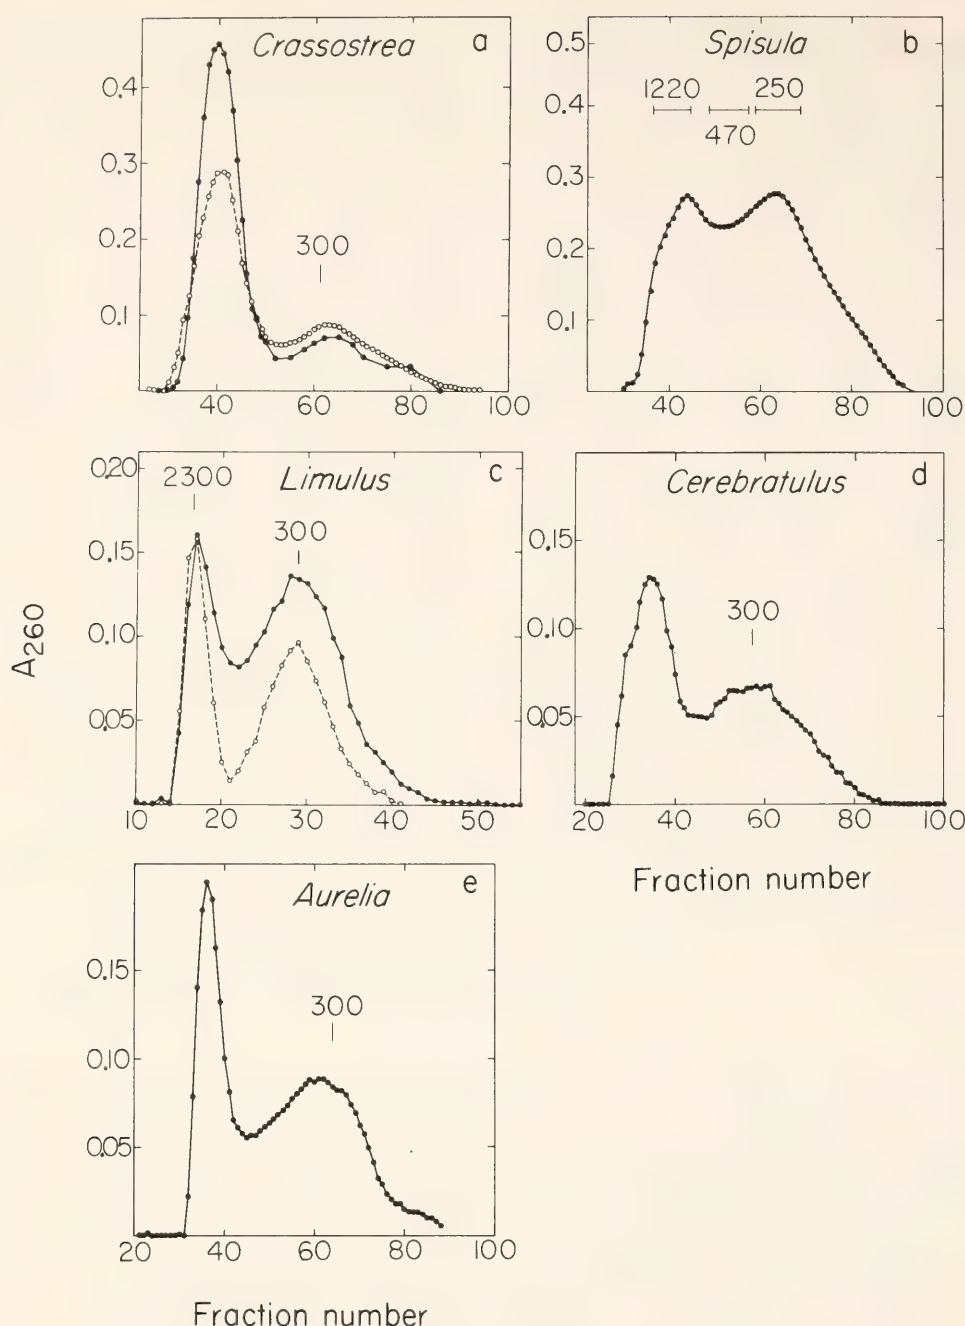 Crassostrea a
0.4
0.3
0.2
0.1
300
40 60 80 100
Spisula b
0.5
0.4
0.3
0.2
0.1
1220 250
470
40 60 80 100
Limulus c
0.20
0.15
0.10
0.05
2300
300
10 20 30 40 50 55
Cerebratulus d
0.15
0.10
0.05
300
20 40 60 80 100
A260
Fraction number
Aurelia e
0.15
0.10
0.05
300
20 40 60 80 100
Fraction number